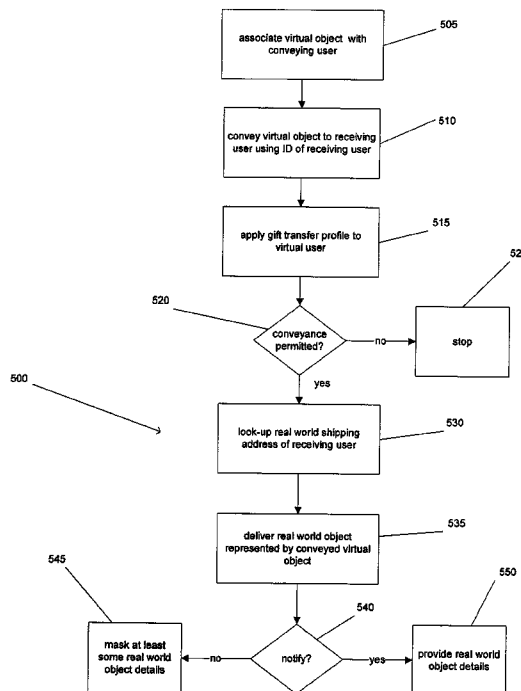 associate virtual object with
conveying user
505
convey virtual object to receiving
user using ID of receiving user
510
apply gift transfer profile to
virtual user
515
520
conveyance
permitted?
no
52
stop
yes
500
look-up real world shipping
address of receiving user
530
deliver real world object
represented by conveyed virtual
object
535
545
540
550
mask at least
some real world
object details
no
notify?
yes
provide real world
object details